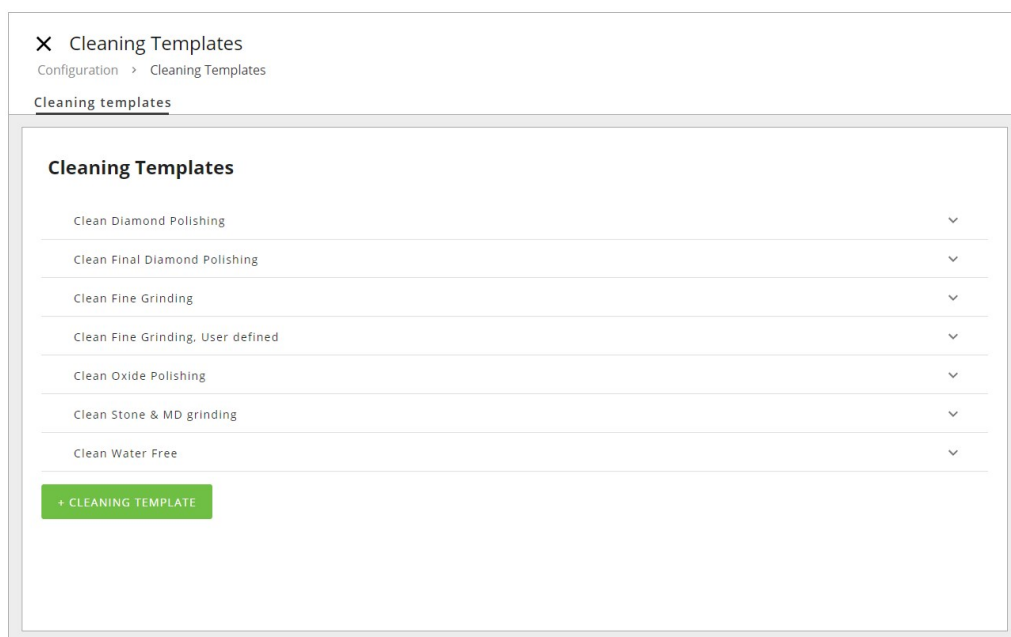 Cleaning Templates
Configuration > Cleaning Templates
Cleaning templates
Cleaning Templates
Clean Diamond Polishing
Clean Final Diamond Polishing
Clean Fine Grinding
Clean Fine Grinding, User defined
Clean Oxide Polishing
Clean Stone & MD grinding
Clean Water Free
+ CLEANING TEMPLATE